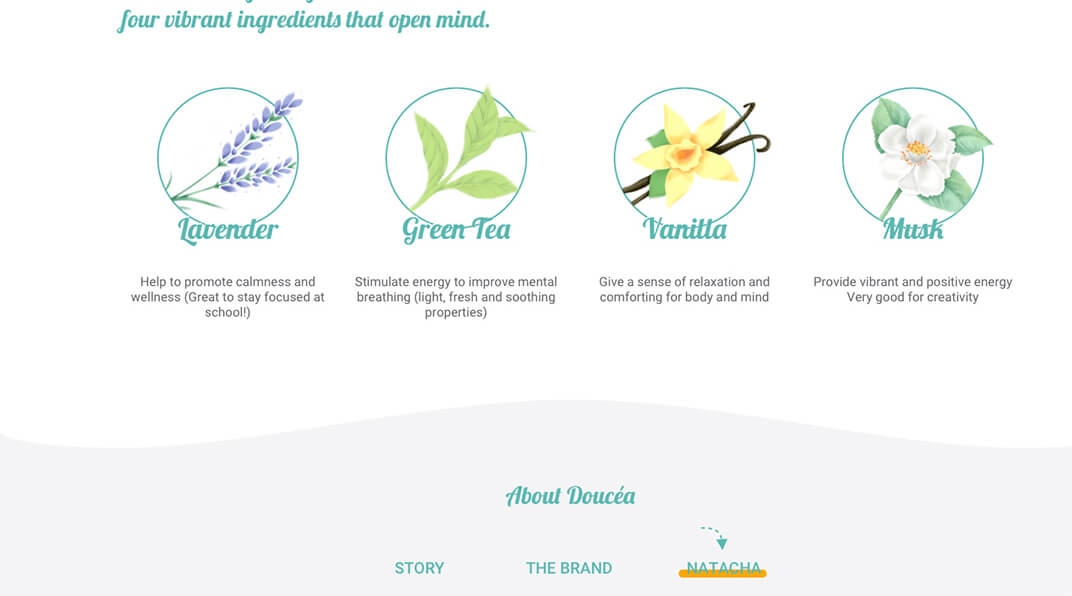 four vibrant ingredients that open mind.
Lavender
Green Tea
Vanilla
Musk
Help to promote calmness and
wellness (Great to stay focused at
school!)
Stimulate energy to improve mental
breathing (light, fresh and soothing
properties)
Give a sense of relaxation and
comforting for body and mind
Provide vibrant and positive energy
Very good for creativity
About Doucéa
STORY
THE BRAND
NATACHA